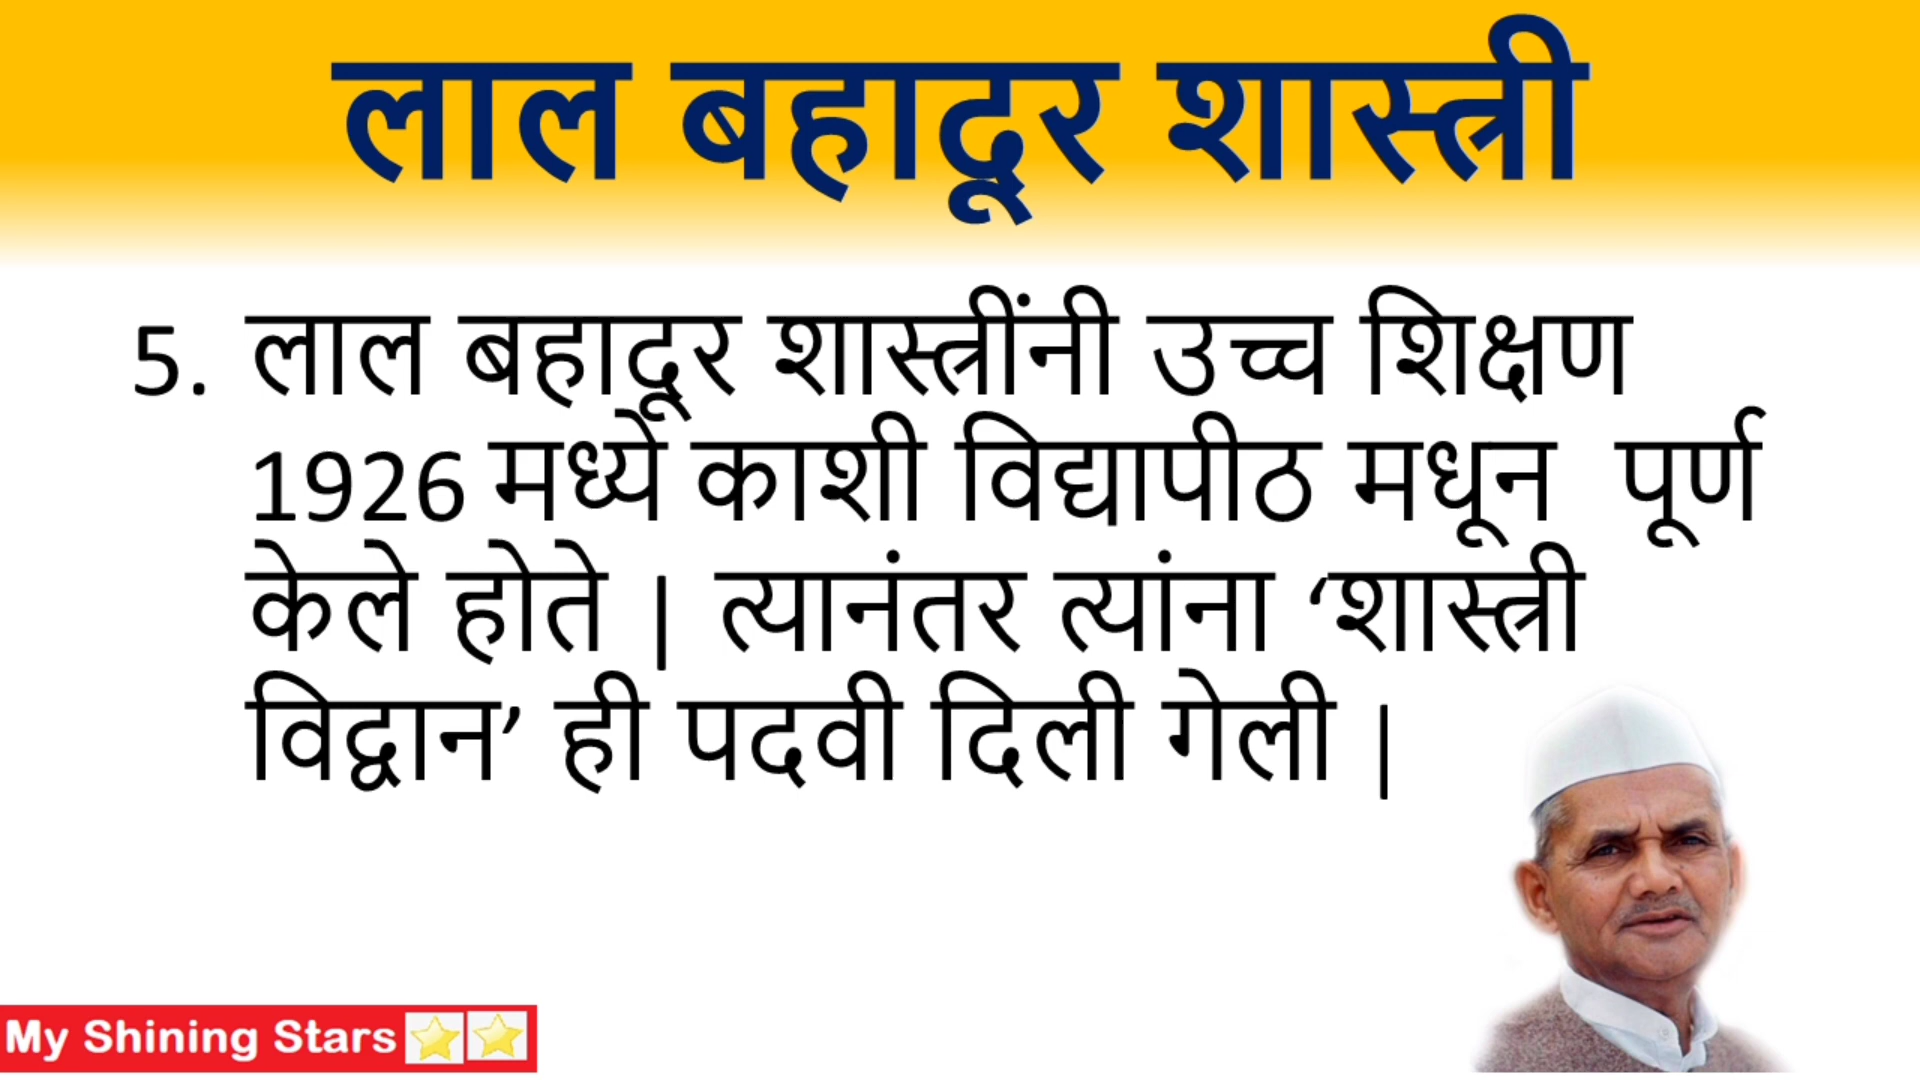 लाल बहादूर शास्त्री
5. लाल बहादूर शास्त्रींनी उच्च शिक्षण
1926 मध्ये काशी विद्यापीठ मधून पूर्ण
केले होते | त्यानंतर त्यांना ‘शास्त्री
विद्वान’ ही पदवी दिली गेली |
My Shining Stars